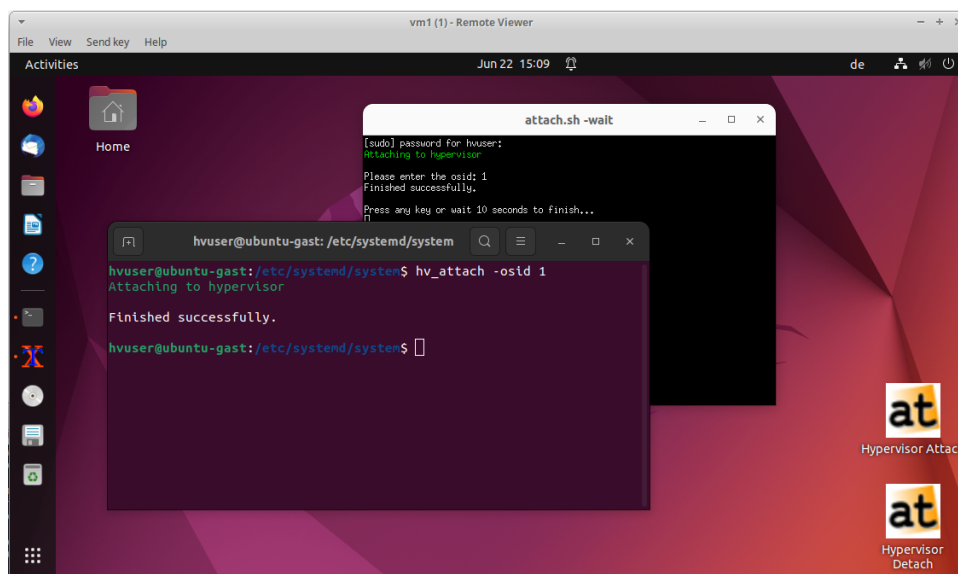 vm1 (1) - Remote Viewer
File View Send key Help
Activities Jun 22 15:09 de
Home
attach.sh -wait
[sudo] password for hvuser:
Attaching to hypervisor
Please enter the osid: 1
Finished successfully.
Press any key or wait 10 seconds to finish...
hvuser@ubuntu-gast: /etc/systemd/system
hvuser@ubuntu-gast:/etc/systemd/system$ hv_attach -osid 1
Attaching to hypervisor
Finished successfully.
hvuser@ubuntu-gast:/etc/systemd/system$
at
Hypervisor Attac
at
Hypervisor
Detach